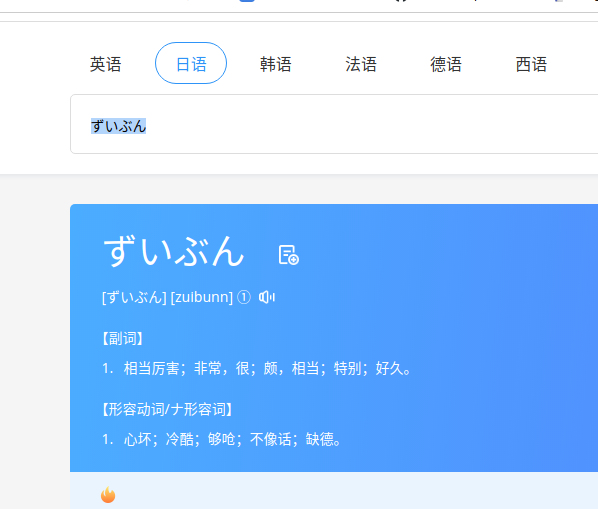 英语 日语 韩语 法语 德语 西语
ずいぶん
ずいぶん
[ずいぶん] [zuibunn] ①
【副词】
1. 相当厉害；非常，很；颇，相当；特别；好久。
【形容动词/ナ形容词】
1. 心坏；冷酷；够呛；不像话；缺德。